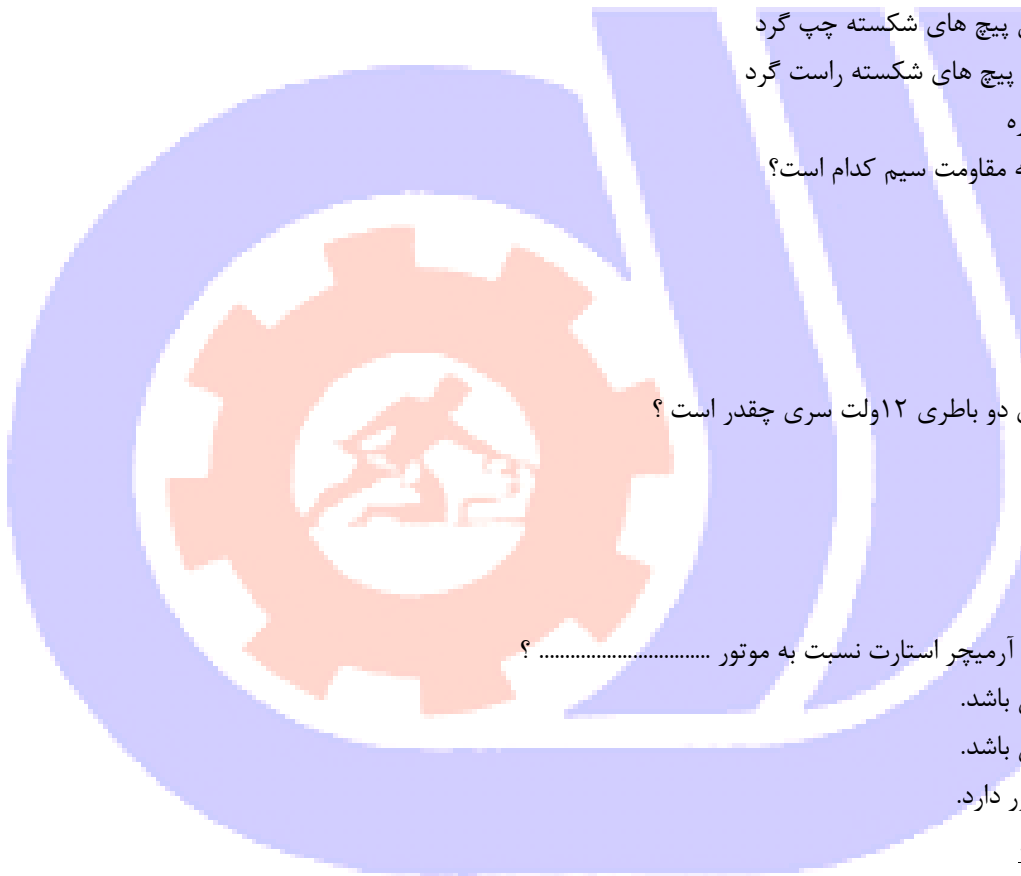 پیچ های شکسته چپ گرد
پیچ های شکسته راست گرد
مقاومت سیم کدام است؟
دو باطری ۱۲ولت سری چقدر است ؟
آرمیچر استارت نسبت به موتور ................................. ؟
باشد.
باشد.
دارد.